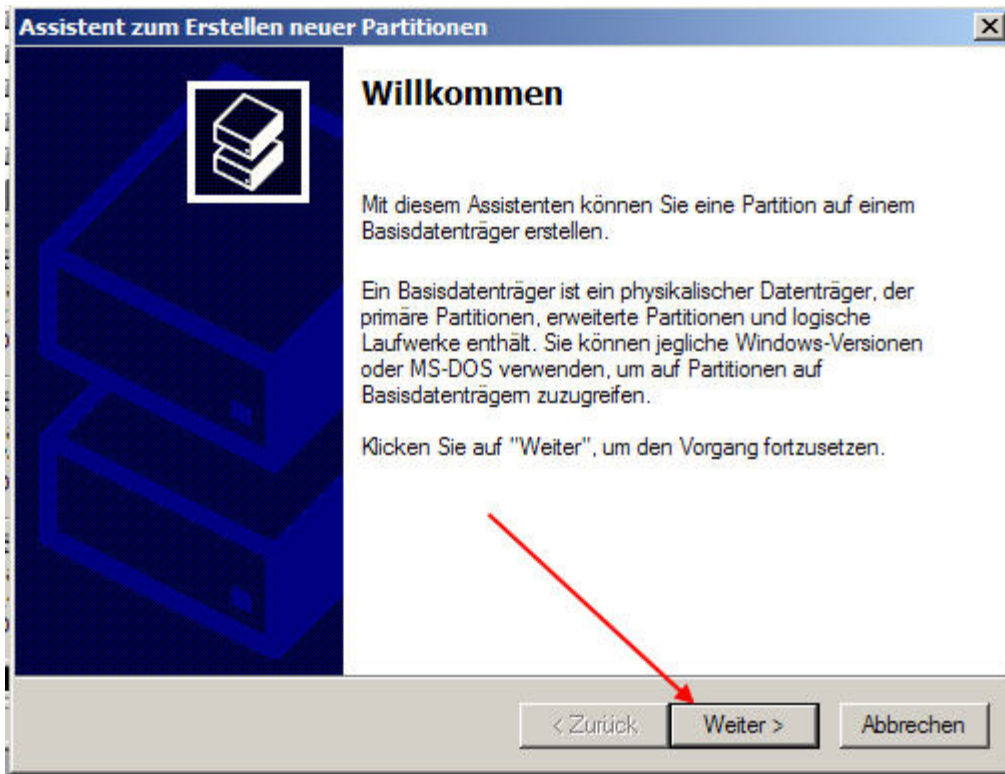 Assistent zum Erstellen neuer Partitionen
Willkommen
Mit diesem Assistenten können Sie eine Partition auf einem
Basisdatenträger erstellen.
Ein Basisdatenträger ist ein physikalischer Datenträger, der
primäre Partitionen, erweiterte Partitionen und logische
Laufwerke enthält. Sie können jegliche Windows-Versionen
oder MS-DOS verwenden, um auf Partitionen auf
Basisdatenträgern zuzugreifen.
Klicken Sie auf "Weiter", um den Vorgang fortzusetzen.
< Zurück
Weiter >
Abbrechen